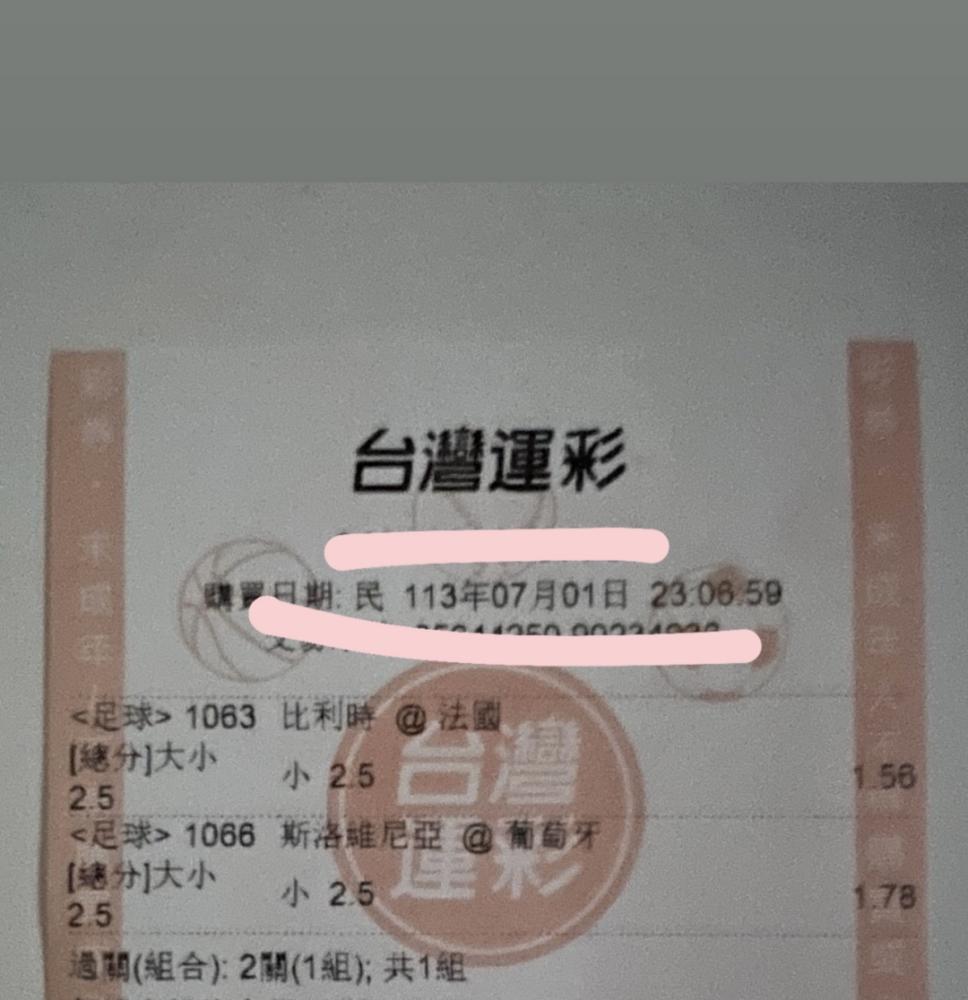 台灣運彩
購買日期: 民 113年07月01日 23:06:59
<足球> 1063 比利時 @ 法國
[總分]大小
小 2.5
1.56
2.5
<足球> 1066 斯洛維尼亞 @ 葡萄牙
[總分]大小
小 2.5
1.78
2.5
台灣
運彩
過關(組合): 2關(1組); 共1組